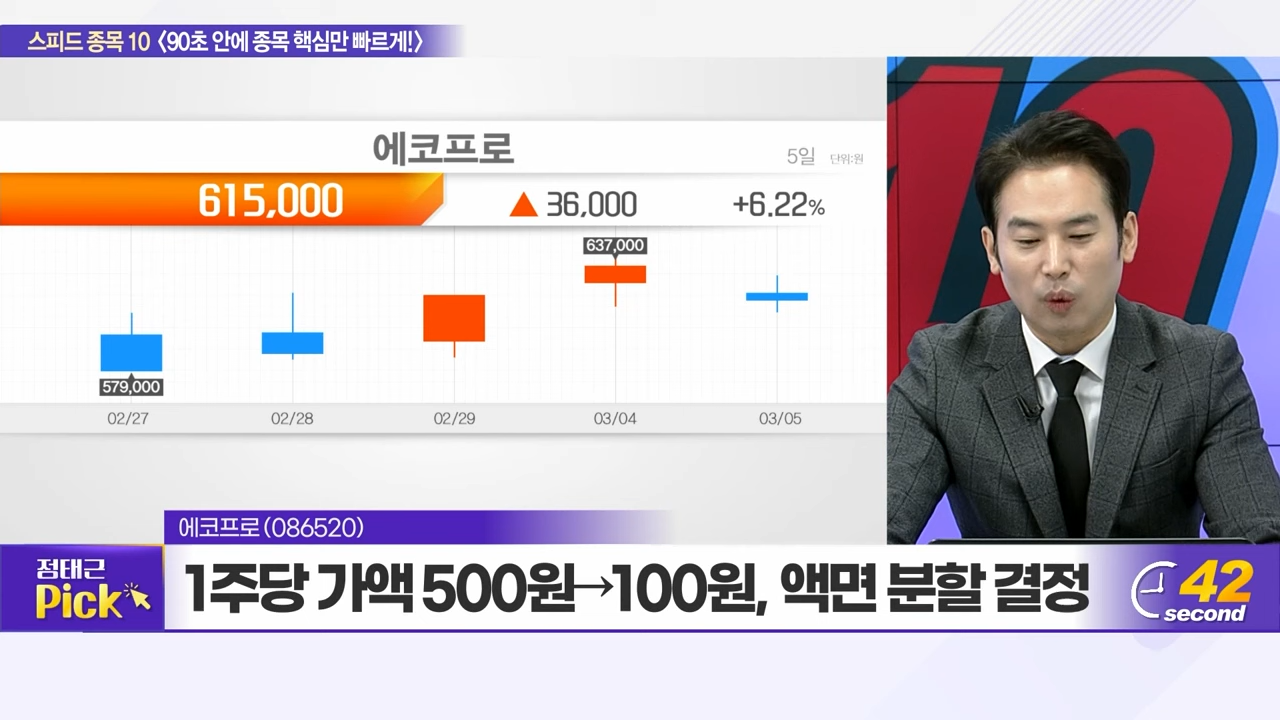 스피드 종목 10 〈90초 안에 종목 핵심만 빠르게!〉
에코프로
5일 단위:원
615,000 ▲ 36,000 +6.22%
637,000
579,000
02/27 02/28 02/29 03/04 03/05
10
에코프로 (086520)
정태근
Pick
1주당 가액 500원→100원, 액면 분할 결정
42
second